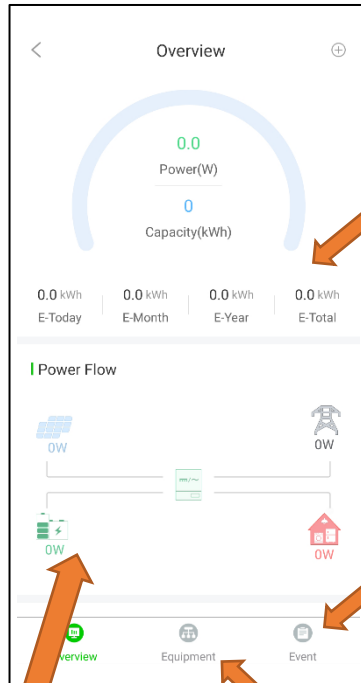 Overview
0.0
Power(W)
0
Capacity(kWh)
0.0 kWh 0.0 kWh 0.0 kWh 0.0 kWh
E-Today E-Month E-Year E-Total
Power Flow
0W 0W
0W 0W
verview Equipment Event